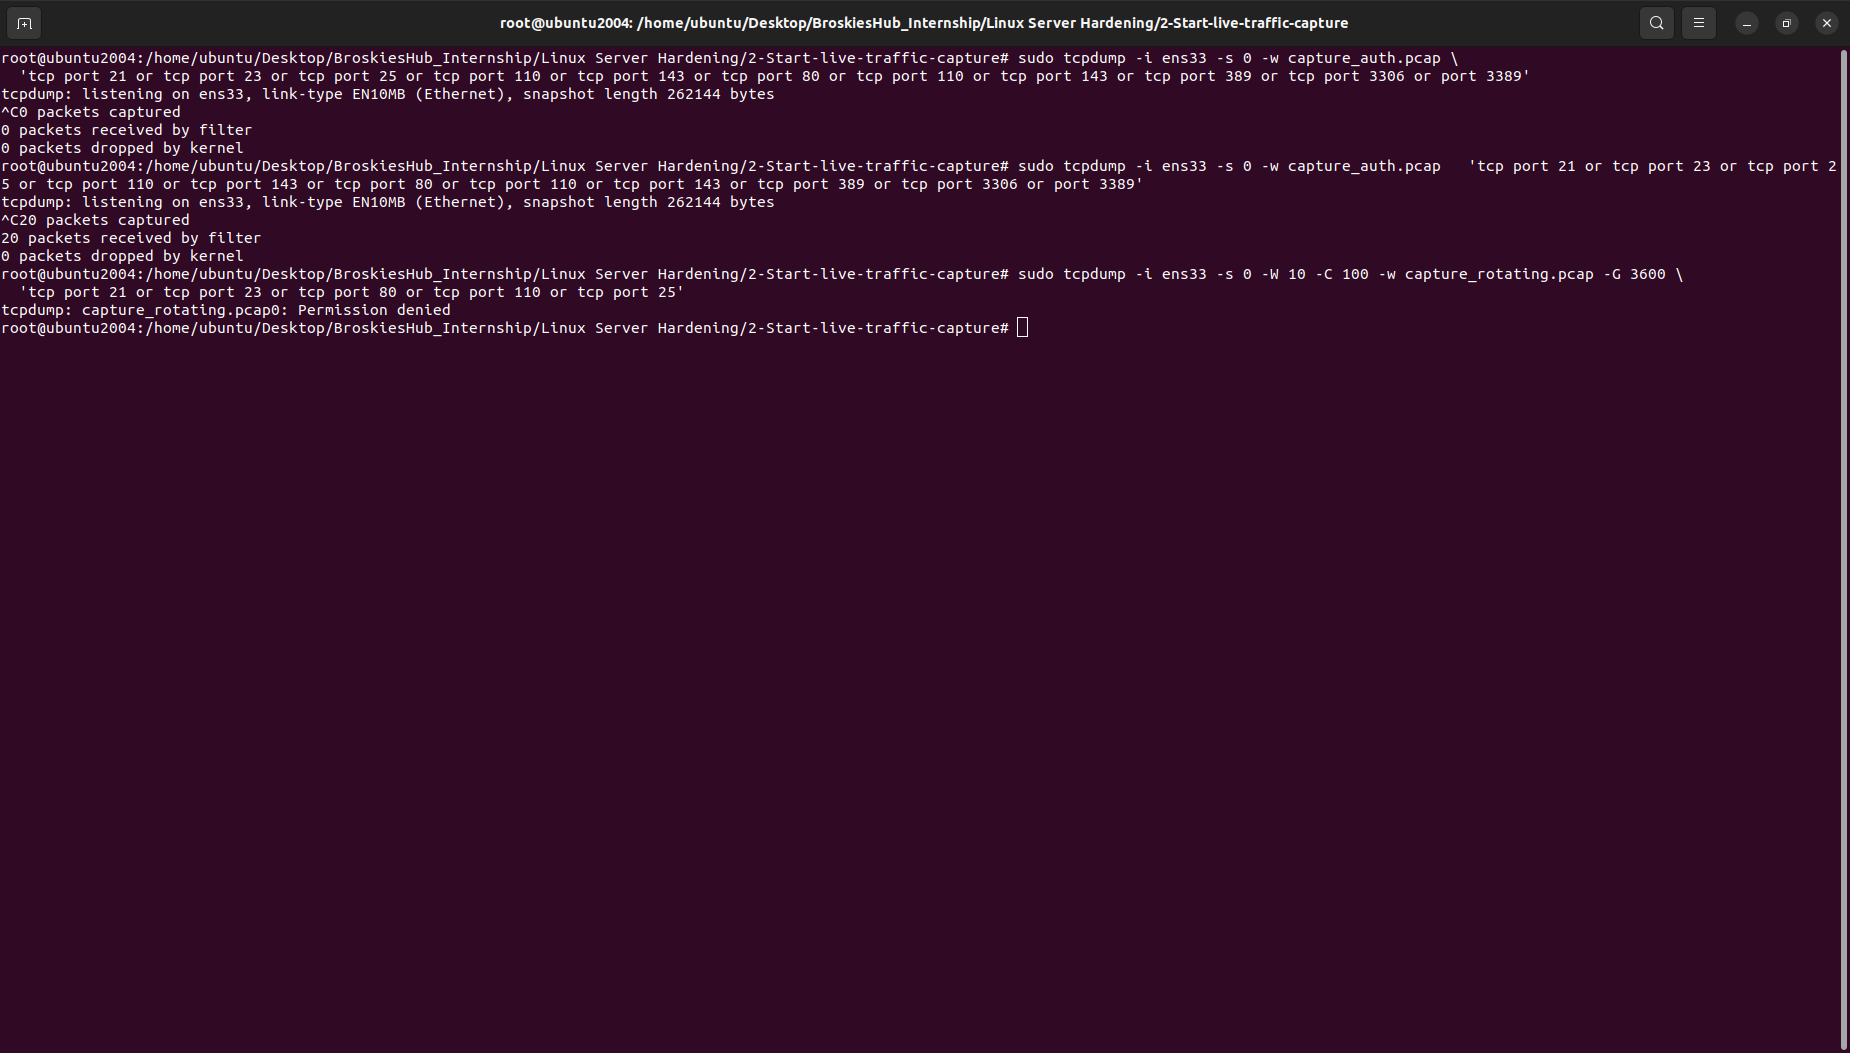 root@ubuntu2004: /home/ubuntu/Desktop/BroskiesHub_Internship/Linux Server Hardening/2-Start-live-traffic-capture
root@ubuntu2004:/home/ubuntu/Desktop/BroskiesHub_Internship/Linux Server Hardening/2-Start-live-traffic-capture# sudo tcpdump -i ens33 -s 0 -w capture_auth.pcap \
  'tcp port 21 or tcp port 23 or tcp port 25 or tcp port 110 or tcp port 143 or tcp port 80 or tcp port 110 or tcp port 143 or tcp port 389 or tcp port 3306 or port 3389'
tcpdump: listening on ens33, link-type EN10MB (Ethernet), snapshot length 262144 bytes
^C0 packets captured
0 packets received by filter
0 packets dropped by kernel
root@ubuntu2004:/home/ubuntu/Desktop/BroskiesHub_Internship/Linux Server Hardening/2-Start-live-traffic-capture# sudo tcpdump -i ens33 -s 0 -w capture_auth.pcap   'tcp port 21 or tcp port 23 or tcp port 2
5 or tcp port 110 or tcp port 143 or tcp port 80 or tcp port 110 or tcp port 143 or tcp port 389 or tcp port 3306 or port 3389'
tcpdump: listening on ens33, link-type EN10MB (Ethernet), snapshot length 262144 bytes
^C20 packets captured
20 packets received by filter
0 packets dropped by kernel
root@ubuntu2004:/home/ubuntu/Desktop/BroskiesHub_Internship/Linux Server Hardening/2-Start-live-traffic-capture# sudo tcpdump -i ens33 -s 0 -W 10 -C 100 -w capture_rotating.pcap -G 3600 \
  'tcp port 21 or tcp port 23 or tcp port 80 or tcp port 110 or tcp port 25'
tcpdump: capture_rotating.pcap0: Permission denied
root@ubuntu2004:/home/ubuntu/Desktop/BroskiesHub_Internship/Linux Server Hardening/2-Start-live-traffic-capture#